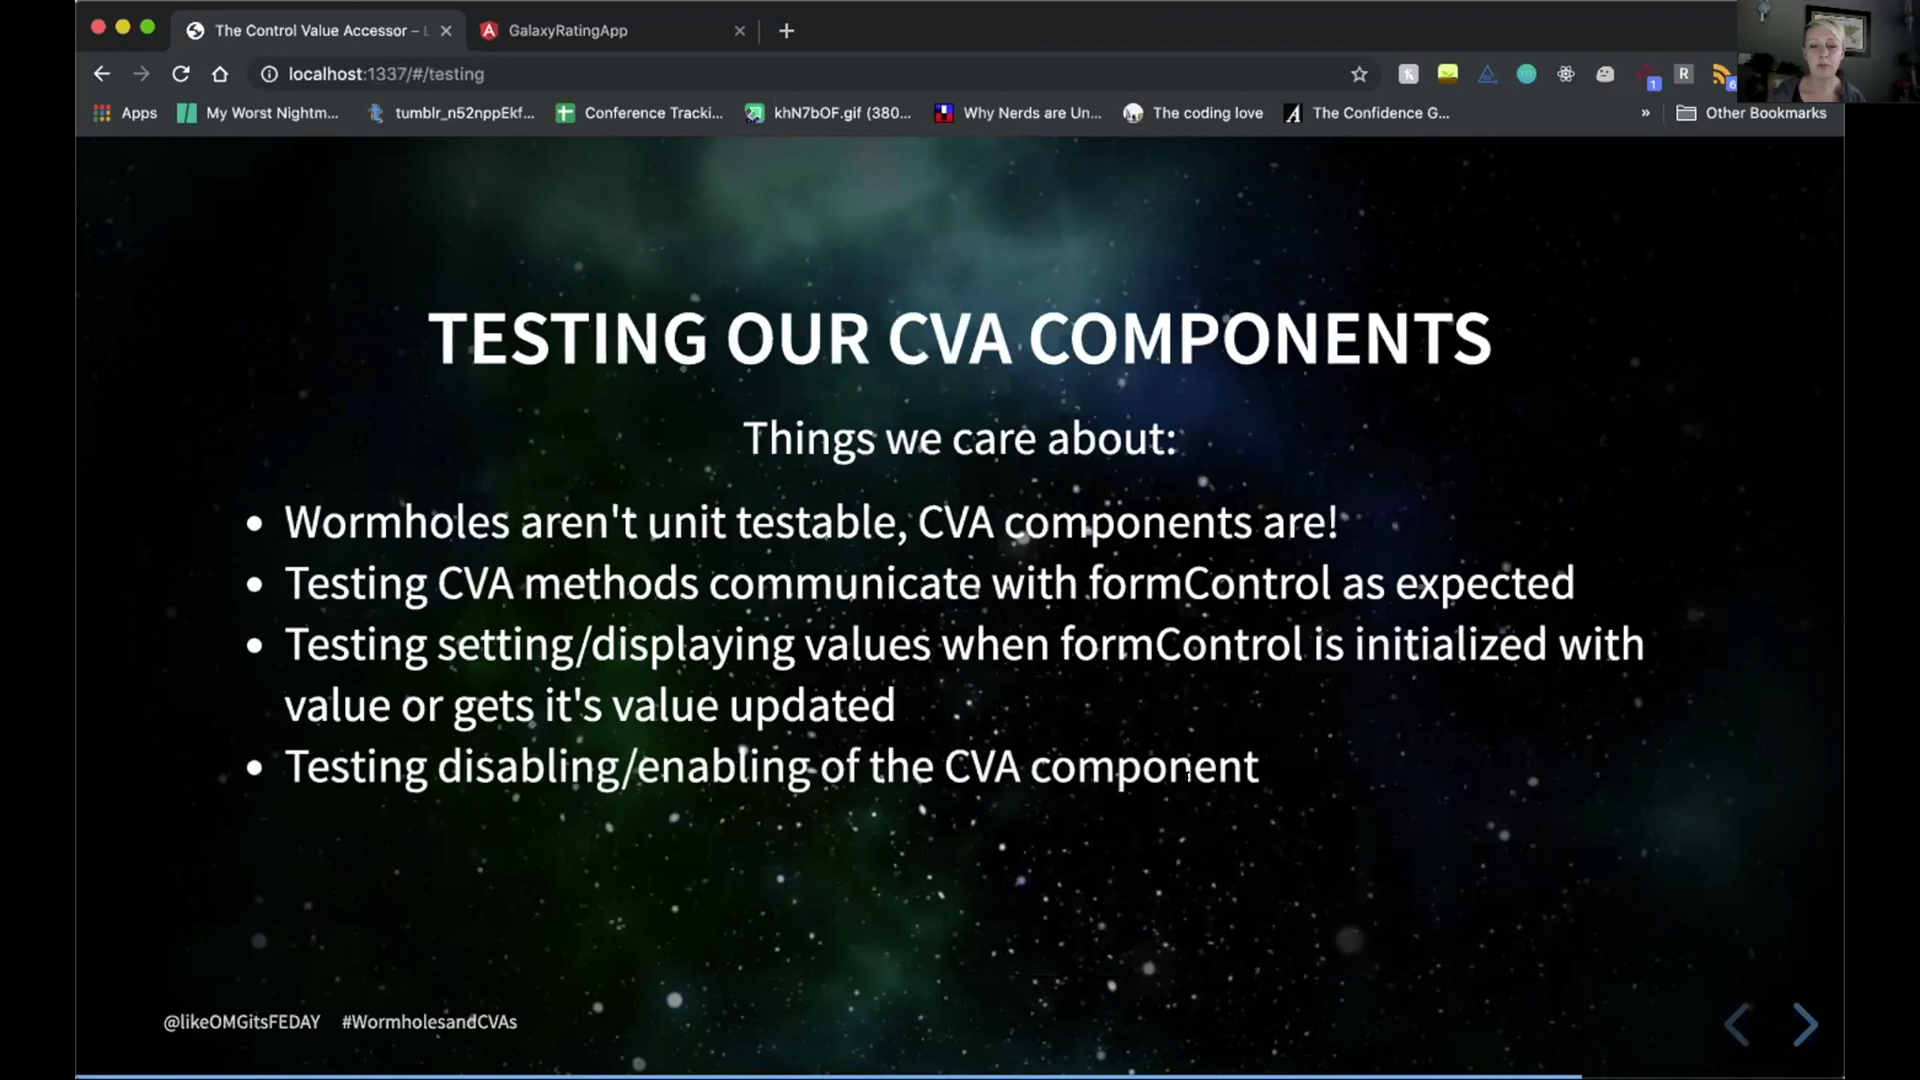 The Control Value Accessor – L
GalaxyRatingApp
localhost:1337/#/testing
R
1
6
Apps
My Worst Nightm...
tumblr_n52nppEkf...
Conference Tracki...
khN7bOF.gif (380...
Why Nerds are Un...
The coding love
The Confidence G...
»
Other Bookmarks
TESTING OUR CVA COMPONENTS
Things we care about:
• Wormholes aren't unit testable, CVA components are!
• Testing CVA methods communicate with formControl as expected
• Testing setting/displaying values when formControl is initialized with
value or gets it's value updated
• Testing disabling/enabling of the CVA component
@likeOMGitsFEDAY #WormholesandCVAs